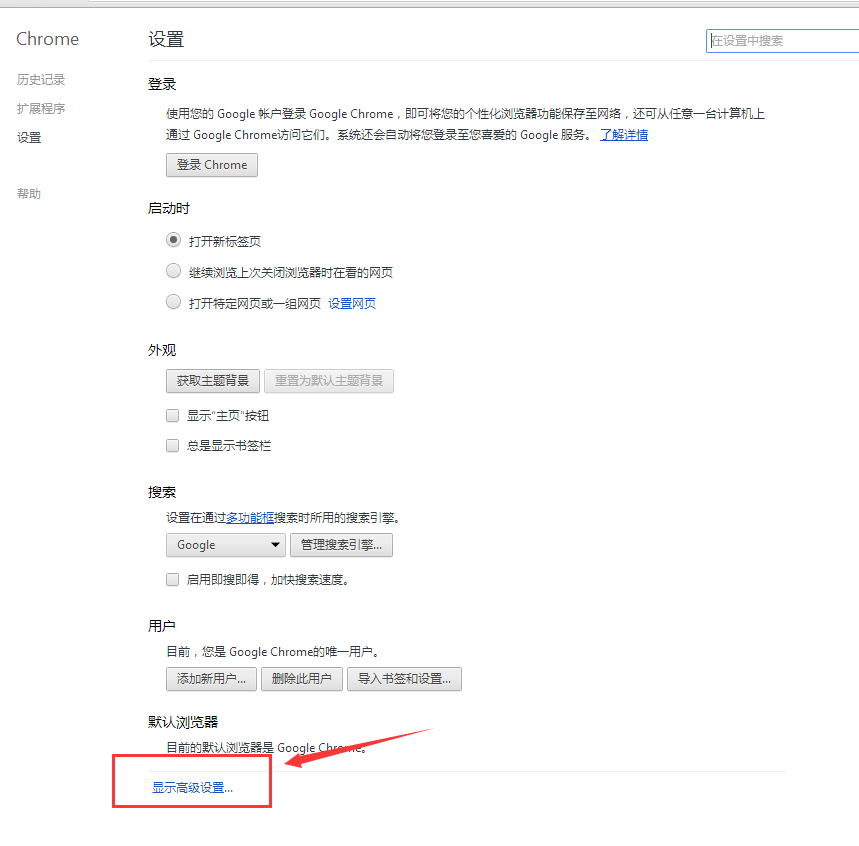 Chrome
历史记录
扩展程序
设置
帮助
设置
在设置中搜索
登录
使用您的 Google 帐户登录 Google Chrome，即可将您的个性化浏览器功能保存至网络，还可从任意一台计算机上
通过 Google Chrome访问它们。系统还会自动将您登录至您喜爱的 Google 服务。 了解详情
登录 Chrome
启动时
打开新标签页
继续浏览上次关闭浏览器时在看的网页
打开特定网页或一组网页 设置网页
外观
获取主题背景 重置为默认主题背景
显示“主页”按钮
总是显示书签栏
搜索
设置在通过多功能框搜索时所用的搜索引擎。
Google 管理搜索引擎...
启用即搜即得，加快搜索速度。
用户
目前，您是 Google Chrome的唯一用户。
添加新用户... 删除此用户 导入书签和设置...
默认浏览器
目前的默认浏览器是 Google Chrome。
显示高级设置...